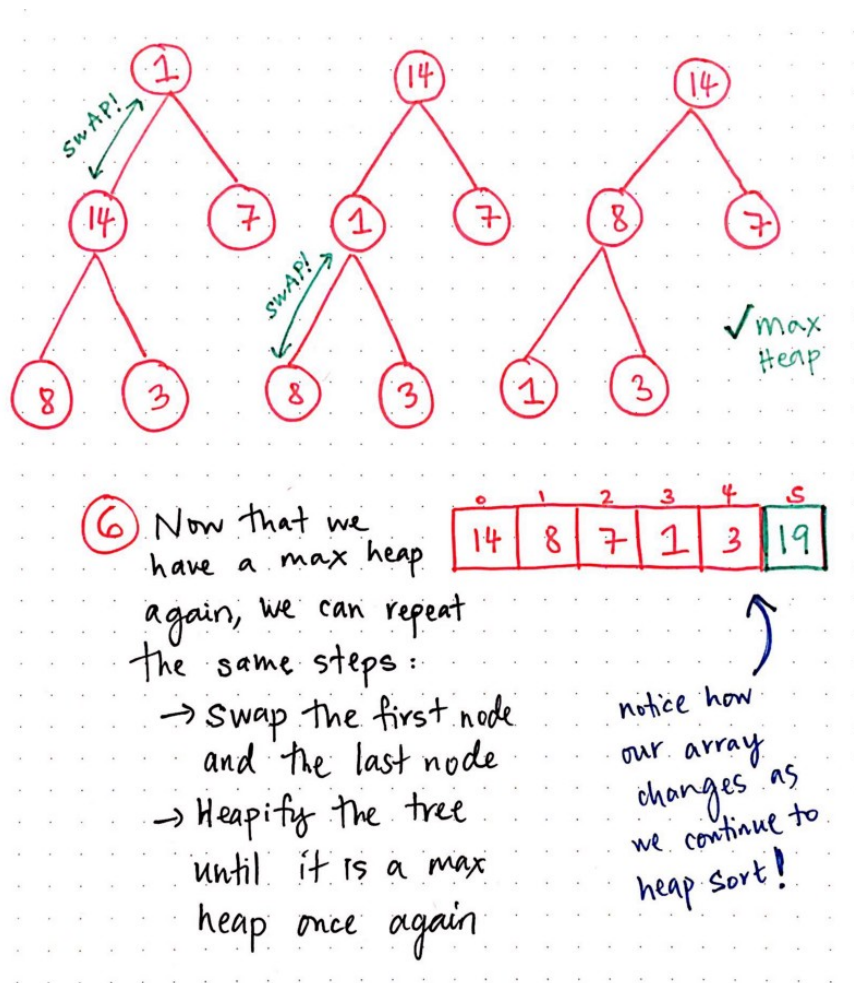 1
14
14
SWAP!
14
7
1
7
8
7
SWAP!
8
3
8
3
1
3
✓ max
Heap
6 Now that we
have a max heap
again, we can repeat
the same steps:
→ Swap the first node
and the last node
→ Heapify the tree
until it is a max
heap once again
0 1 2 3 4 5
14 8 7 1 3 19
notice how
our array
changes as
we continue to
heap sort!